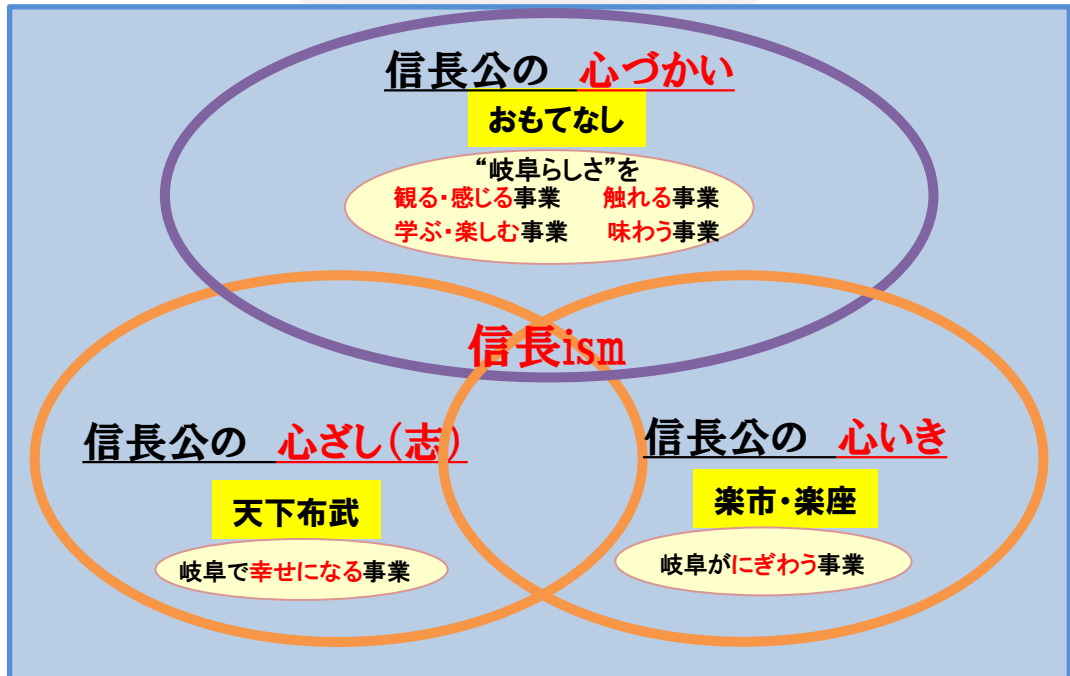 信長公の 心づかい
おもてなし
“岐阜らしさ”を
観る・感じる事業 触れる事業
学ぶ・楽しむ事業 味わう事業
信長ism
信長公の 心ざし(志)
天下布武
岐阜で幸せになる事業
信長公の 心いき
楽市・楽座
岐阜がにぎわう事業